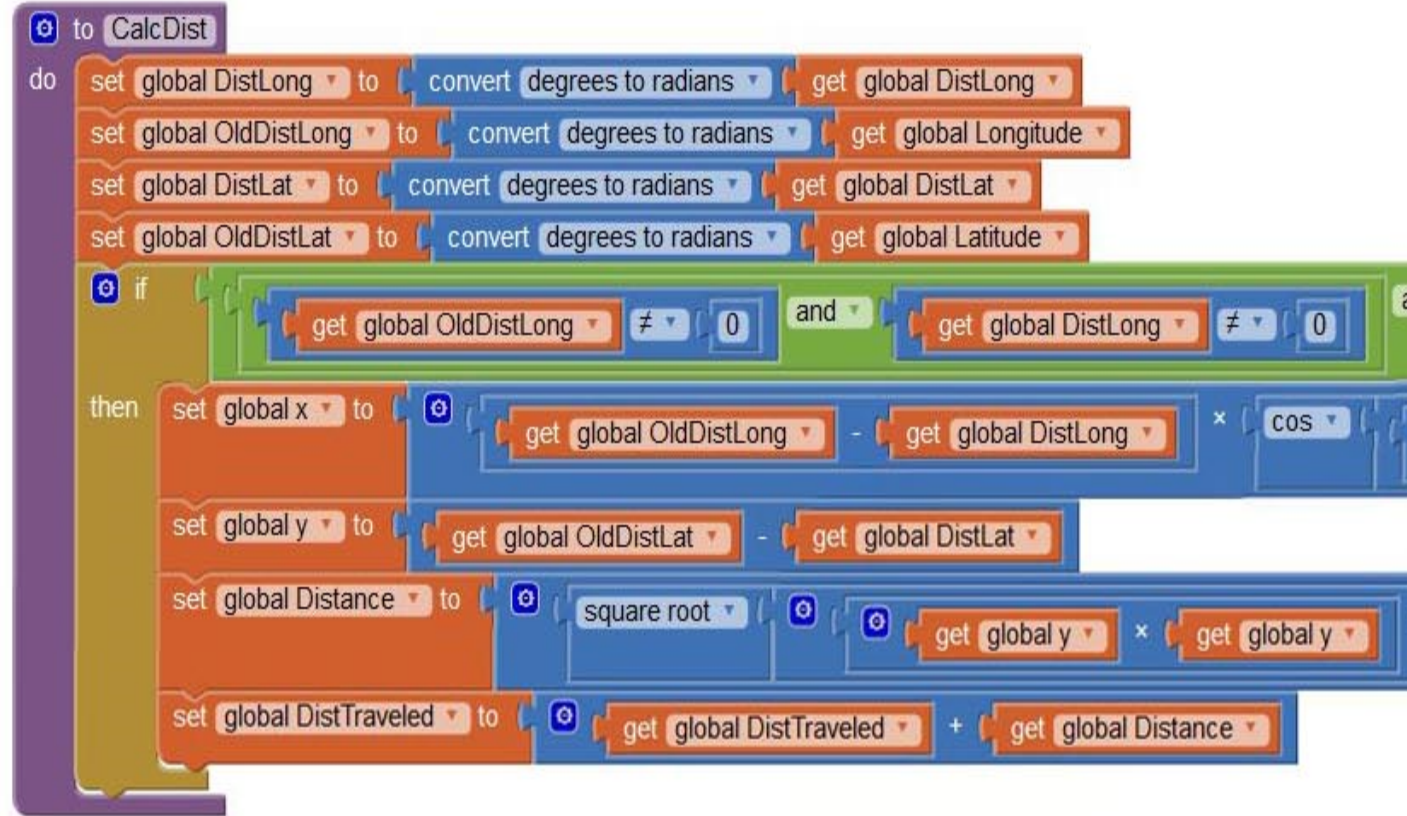 to CalcDist
do set global DistLong to convert degrees to radians get global DistLong
set global OldDistLong to convert degrees to radians get global Longitude
set global DistLat to convert degrees to radians get global DistLat
set global OldDistLat to convert degrees to radians get global Latitude
if get global OldDistLong ≠ 0 and get global DistLong ≠ 0
then set global x to get global OldDistLong - get global DistLong × cos
set global y to get global OldDistLat - get global DistLat
set global Distance to square root get global y × get global y
set global DistTraveled to get global DistTraveled + get global Distance